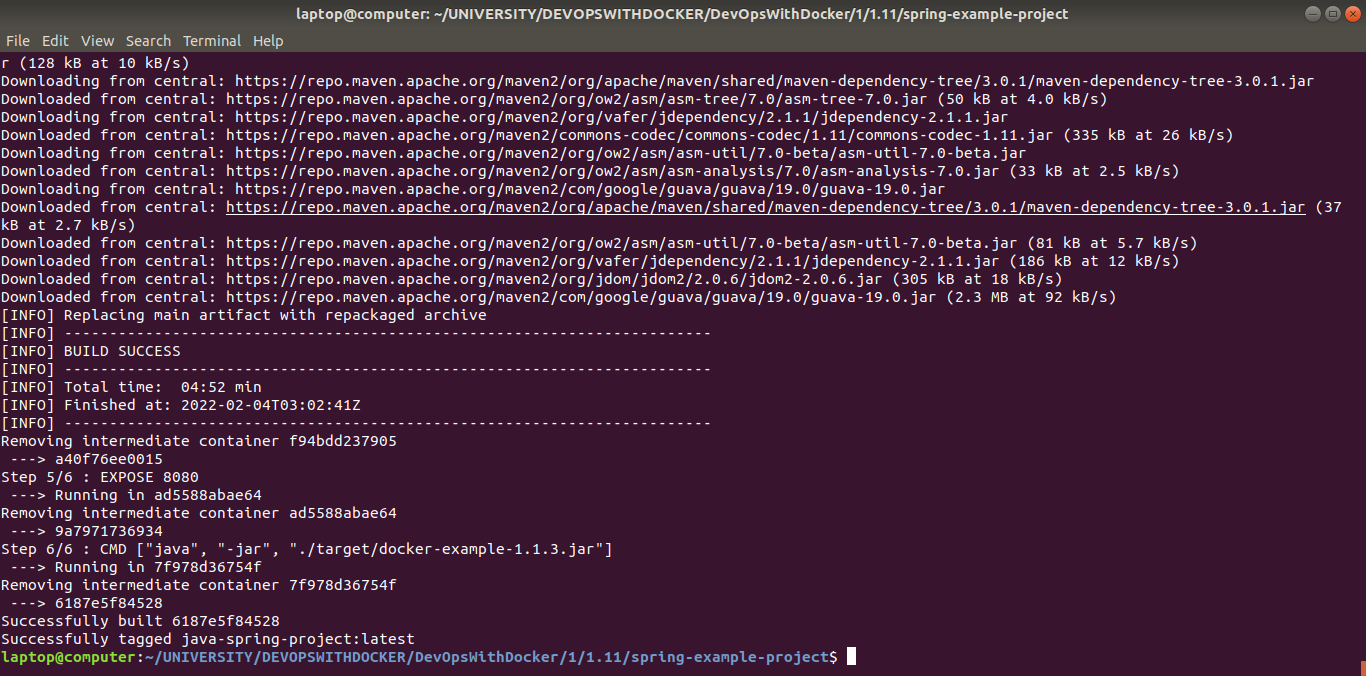 laptop@computer: ~/UNIVERSITY/DEVOPSWITHDOCKER/DevOpsWithDocker/1/1.11/spring-example-project
File Edit View Search Terminal Help
r (128 kB at 10 kB/s)
Downloading from central: https://repo.maven.apache.org/maven2/org/apache/maven/shared/maven-dependency-tree/3.0.1/maven-dependency-tree-3.0.1.jar
Downloaded from central: https://repo.maven.apache.org/maven2/org/ow2/asm/asm-tree/7.0/asm-tree-7.0.jar (50 kB at 4.0 kB/s)
Downloading from central: https://repo.maven.apache.org/maven2/org/vafer/jdependency/2.1.1/jdependency-2.1.1.jar
Downloaded from central: https://repo.maven.apache.org/maven2/commons-codec/commons-codec/1.11/commons-codec-1.11.jar (335 kB at 26 kB/s)
Downloading from central: https://repo.maven.apache.org/maven2/org/ow2/asm/asm-util/7.0-beta/asm-util-7.0-beta.jar
Downloaded from central: https://repo.maven.apache.org/maven2/org/ow2/asm/asm-analysis/7.0/asm-analysis-7.0.jar (33 kB at 2.5 kB/s)
Downloading from central: https://repo.maven.apache.org/maven2/com/google/guava/guava/19.0/guava-19.0.jar
Downloaded from central: https://repo.maven.apache.org/maven2/org/apache/maven/shared/maven-dependency-tree/3.0.1/maven-dependency-tree-3.0.1.jar (37
kB at 2.7 kB/s)
Downloaded from central: https://repo.maven.apache.org/maven2/org/ow2/asm/asm-util/7.0-beta/asm-util-7.0-beta.jar (81 kB at 5.7 kB/s)
Downloaded from central: https://repo.maven.apache.org/maven2/org/vafer/jdependency/2.1.1/jdependency-2.1.1.jar (186 kB at 12 kB/s)
Downloaded from central: https://repo.maven.apache.org/maven2/org/jdom/jdom2/2.0.6/jdom2-2.0.6.jar (305 kB at 18 kB/s)
Downloaded from central: https://repo.maven.apache.org/maven2/com/google/guava/guava/19.0/guava-19.0.jar (2.3 MB at 92 kB/s)
[INFO] Replacing main artifact with repackaged archive
[INFO] ------------------------------------------------------------------------
[INFO] BUILD SUCCESS
[INFO] ------------------------------------------------------------------------
[INFO] Total time:  04:52 min
[INFO] Finished at: 2022-02-04T03:02:41Z
[INFO] ------------------------------------------------------------------------
Removing intermediate container f94bdd237905
 ---> a40f76ee0015
Step 5/6 : EXPOSE 8080
 ---> Running in ad5588abae64
Removing intermediate container ad5588abae64
 ---> 9a7971736934
Step 6/6 : CMD ["java", "-jar", "./target/docker-example-1.1.3.jar"]
 ---> Running in 7f978d36754f
Removing intermediate container 7f978d36754f
 ---> 6187e5f84528
Successfully built 6187e5f84528
Successfully tagged java-spring-project:latest
laptop@computer:~/UNIVERSITY/DEVOPSWITHDOCKER/DevOpsWithDocker/1/1.11/spring-example-project$